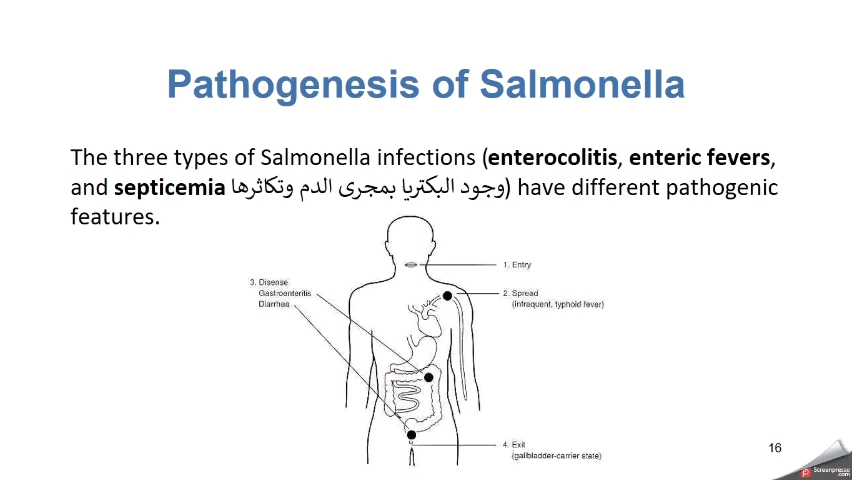 Pathogenesis of Salmonella
The three types of Salmonella infections (enterocolitis, enteric fevers,
and septicemia وجود البكتريا بمجرى الدم وتكاثرها) have different pathogenic
features.
1. Entry
3. Disease
Gastroenteritis
Diarrhea
2. Spread
(infrequent, typhoid fever)
4. Exit
(gallbladder-carrier state)
16
Screenpresso
.com